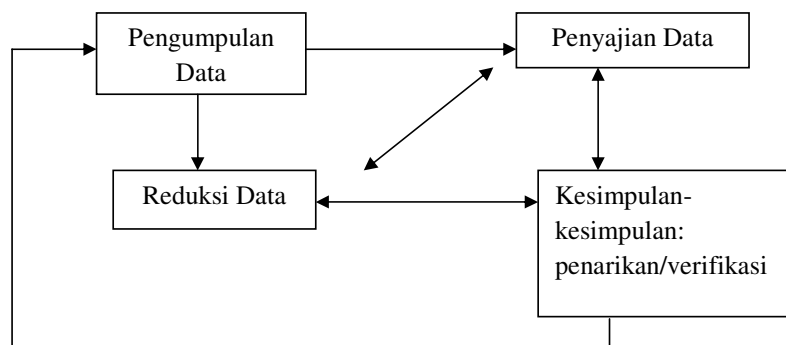 Pengumpulan
Data
Penyajian Data
Reduksi Data
Kesimpulan-
kesimpulan:
penarikan/verifikasi